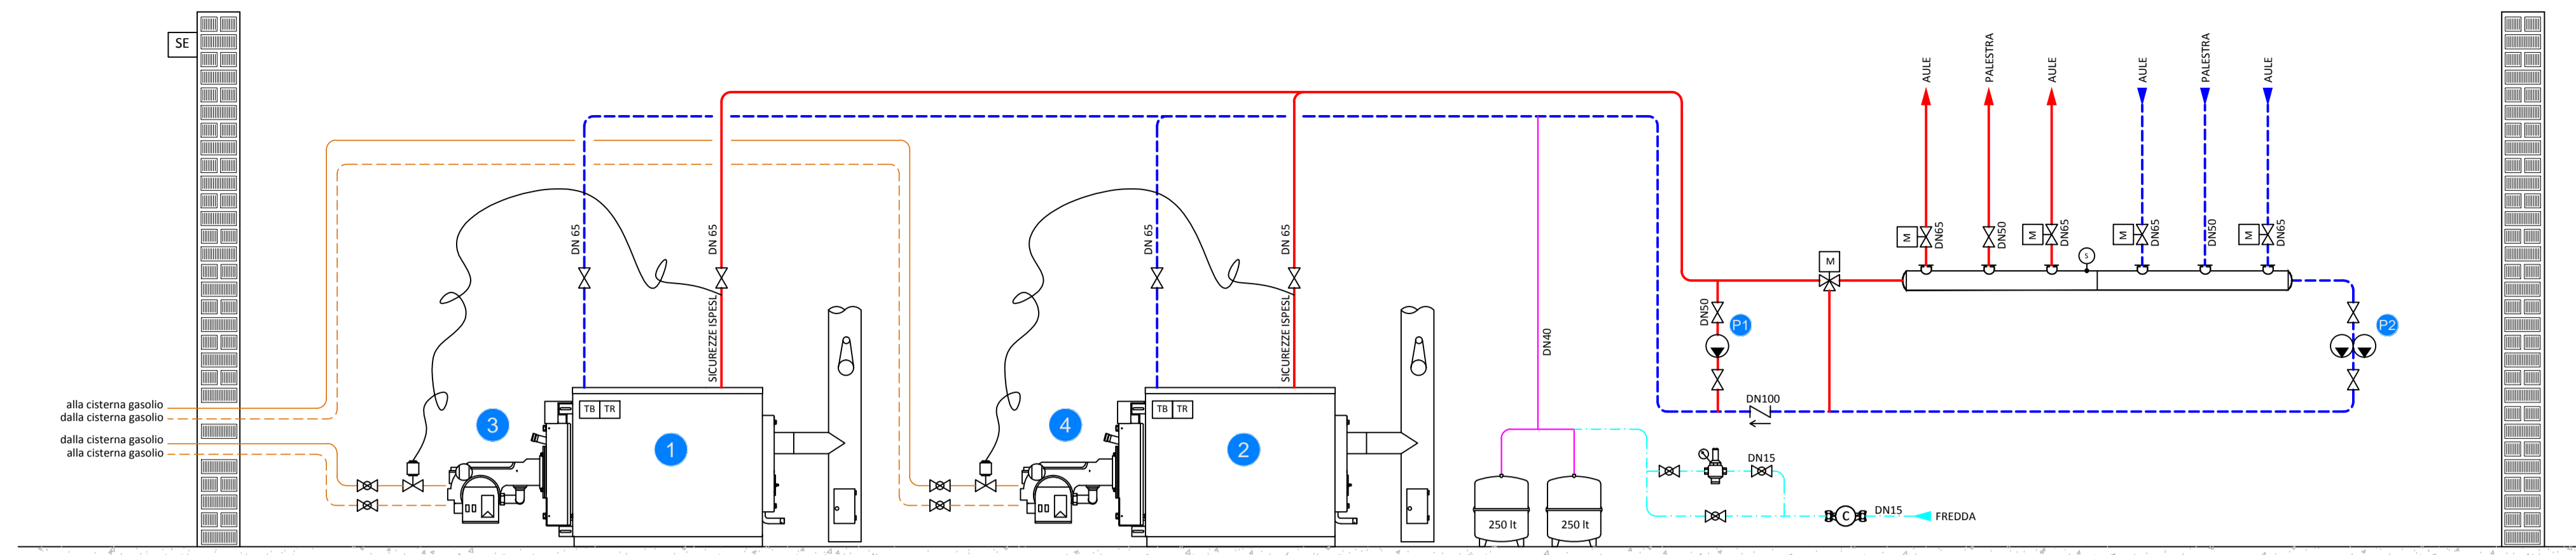 SE
AULE
PALESTRA
AULE
AULE
PALESTRA
AULE
DN 65
DN 65
DN 65
DN 65
M
DN65
DN50
M
DN65
M
DN65
DN50
M
DN65
S
M
SICUREZZE ISPESL
SICUREZZE ISPESL
DN50
P1
P2
DN40
alla cisterna gasolio
dalla cisterna gasolio
dalla cisterna gasolio
alla cisterna gasolio
3
TB TR
1
4
TB TR
2
DN100
DN15
250 lt
250 lt
C
DN15
FREDDA